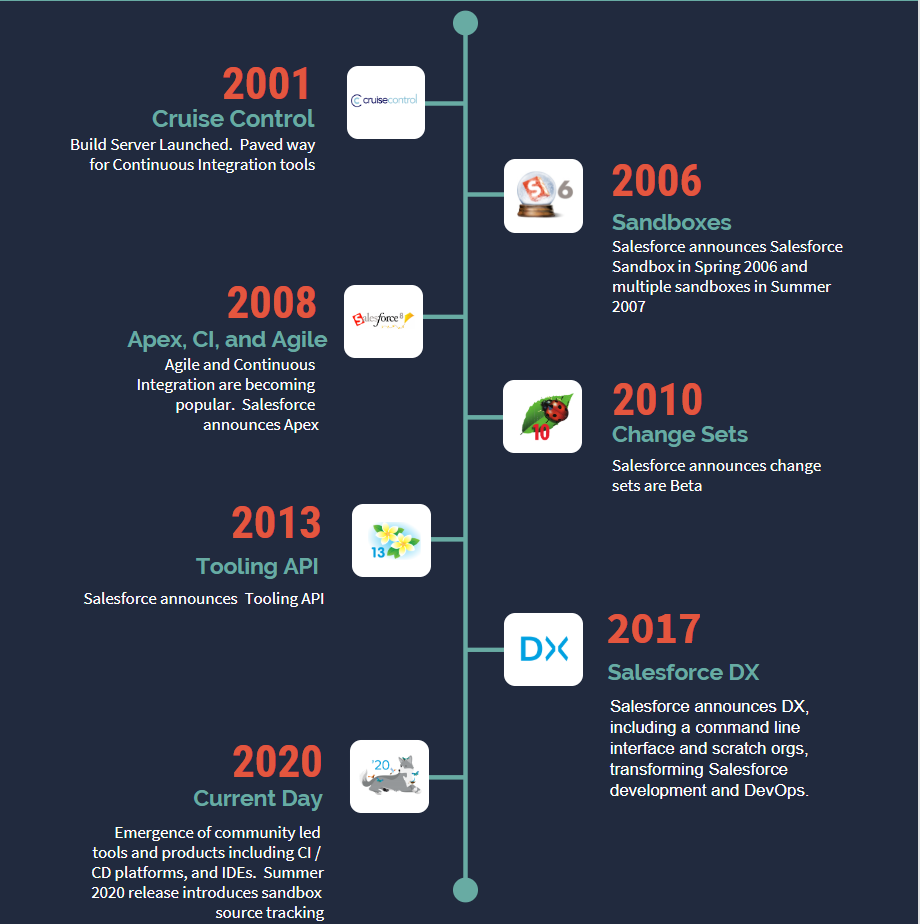 2001
Cruise Control
Build Server Launched.  Paved way
for Continuous Integration tools
cruisecontrol
2006
Sandboxes
Salesforce announces Salesforce
Sandbox in Spring 2006 and
multiple sandboxes in Summer
2007
S 6
2008
Apex, CI, and Agile
Agile and Continuous
Integration are becoming
popular.  Salesforce
announces Apex
Salesforce 8
2010
Change Sets
Salesforce announces change
sets are Beta
10
2013
Tooling API
Salesforce announces  Tooling API
13
2017
Salesforce DX
Salesforce announces DX,
including a command line
interface and scratch orgs,
transforming Salesforce
development and DevOps.
DX
2020
Current Day
Emergence of community led
tools and products including CI /
CD platforms, and IDEs.  Summer
2020 release introduces sandbox
source tracking
'20